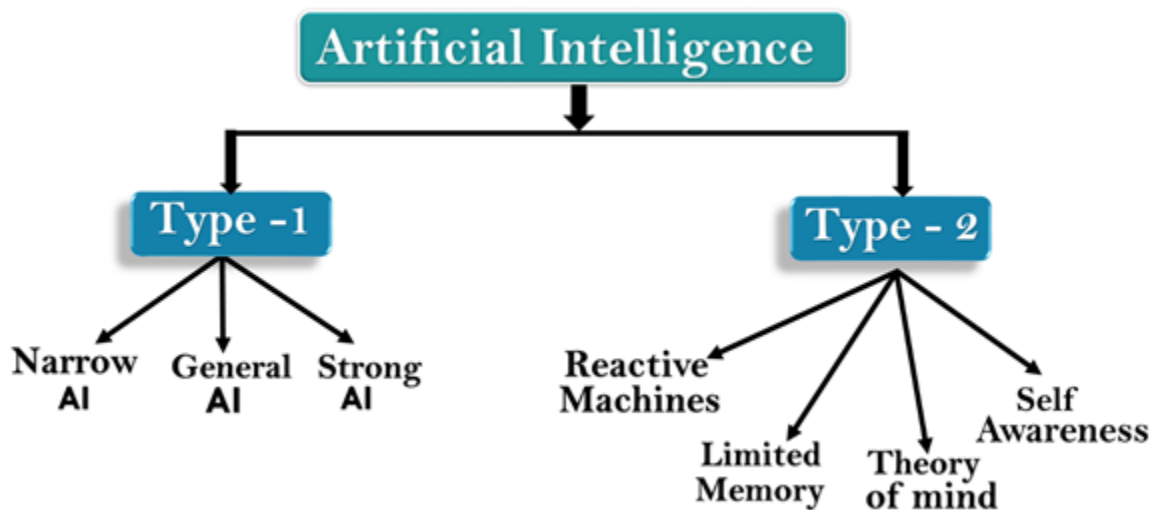 Artificial Intelligence
Type -1
Type - 2
Narrow
AI
General
AI
Strong
AI
Reactive
Machines
Limited
Memory
Theory
of mind
Self
Awareness